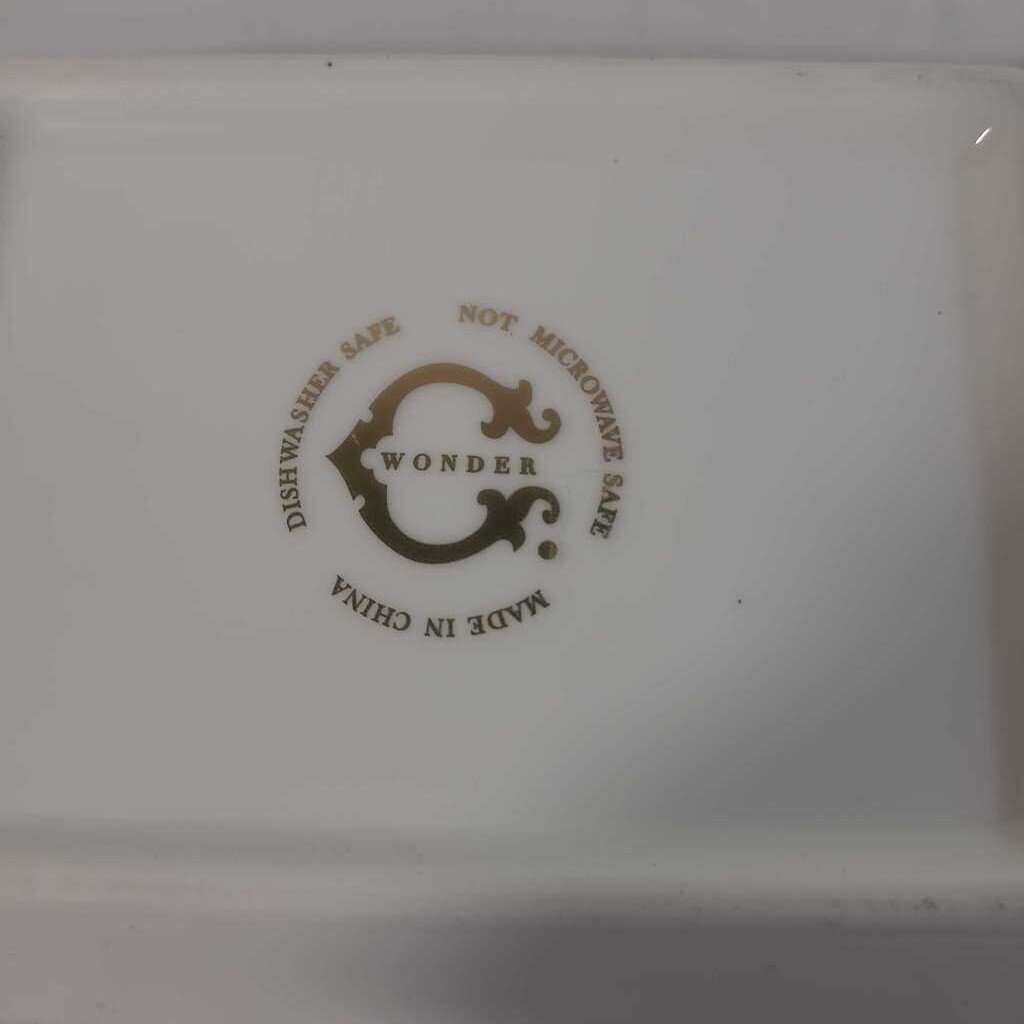 DISHWASHER SAFE
NOT MICROWAVE SAFE
C.
WONDER
MADE IN CHINA